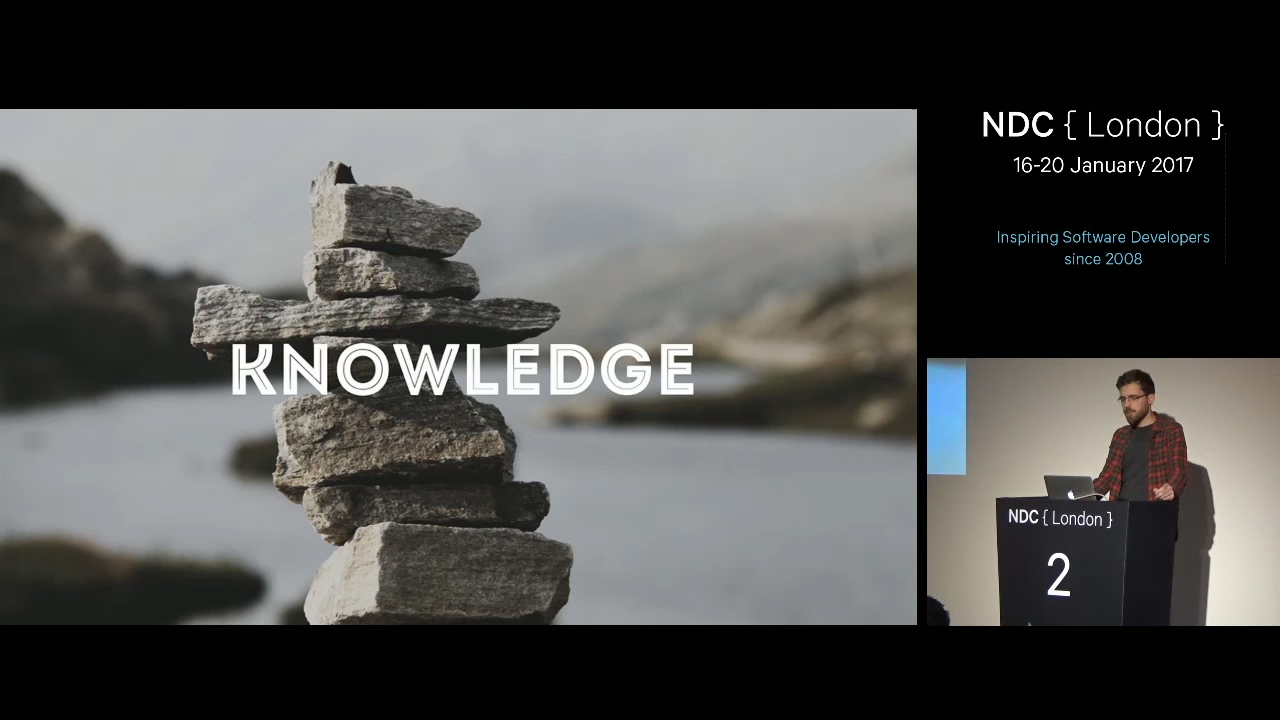 KNOWLEDGE
NDC { London }
16-20 January 2017
Inspiring Software Developers
since 2008
NDC { London }
2